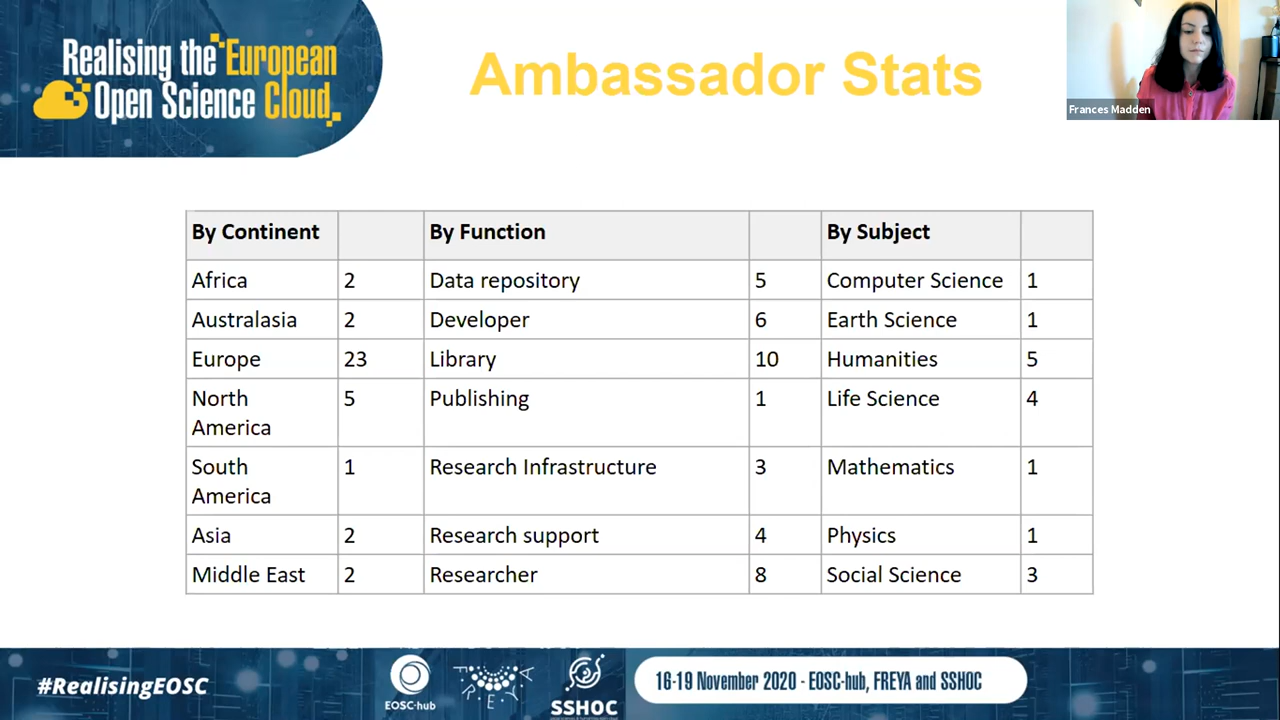 Realising the European
Open Science Cloud
Ambassador Stats
Frances Madden
By Continent By Function By Subject
Africa 2 Data repository 5 Computer Science 1
Australasia 2 Developer 6 Earth Science 1
Europe 23 Library 10 Humanities 5
North America 5 Publishing 1 Life Science 4
South America 1 Research Infrastructure 3 Mathematics 1
Asia 2 Research support 4 Physics 1
Middle East 2 Researcher 8 Social Science 3
#RealisingEOSC
EOSC-hub
FREYA
SSHOC
16-19 November 2020 - EOSC-hub, FREYA and SSHOC